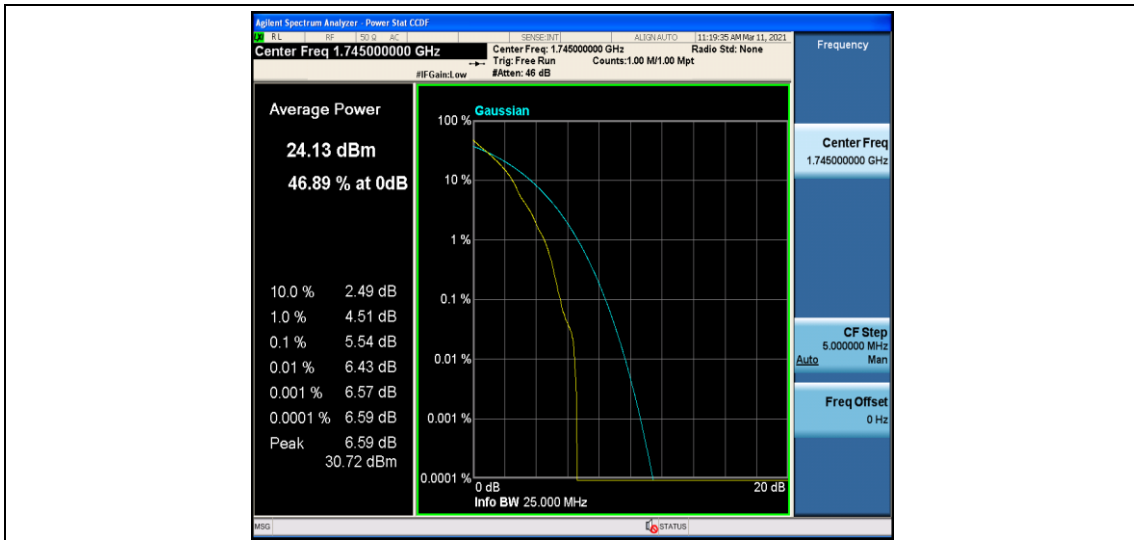 Agilent Spectrum Analyzer - Power Stat CCDF
LXI RL RF 50 Ω AC SENSE:INT ALIGN AUTO 11:19:35 AM Mar 11, 2021
Center Freq 1.745000000 GHz
Center Freq: 1.745000000 GHz Radio Std: None
Trig: Free Run Counts:1.00 M/1.00 Mpt
#IFGain:Low #Atten: 46 dB
Frequency
Average Power
24.13 dBm
46.89 % at 0dB
10.0 % 2.49 dB
1.0 % 4.51 dB
0.1 % 5.54 dB
0.01 % 6.43 dB
0.001 % 6.57 dB
0.0001 % 6.59 dB
Peak 6.59 dB
30.72 dBm
Gaussian
100 %
10 %
1 %
0.1 %
0.01 %
0.001 %
0.0001 %
0 dB 20 dB
Info BW 25.000 MHz
Center Freq
1.745000000 GHz
CF Step
5.000000 MHz
Auto Man
Freq Offset
0 Hz
MSG STATUS